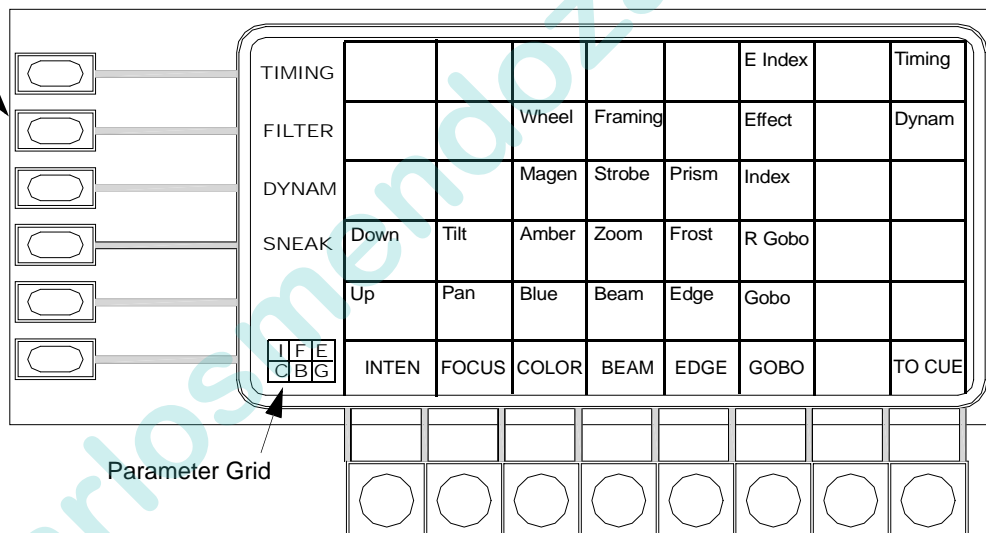 TIMING E Index Timing
FILTER Wheel Framing Effect Dynam
DYNAM Magen Strobe Prism Index
SNEAK Down Tilt Amber Zoom Frost R Gobo
Up Pan Blue Beam Edge Gobo
I F E
C B G
INTEN FOCUS COLOR BEAM EDGE GOBO TO CUE
Parameter Grid
rlosmendoza